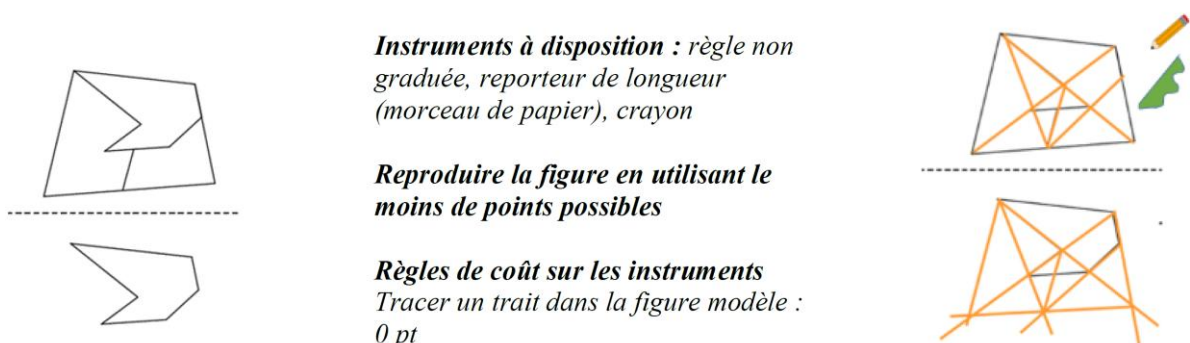 Instruments à disposition : règle non
graduée, reporteur de longueur
(morceau de papier), crayon
Reproduire la figure en utilisant le
moins de points possibles
Règles de coût sur les instruments
Tracer un trait dans la figure modèle :
0 pt